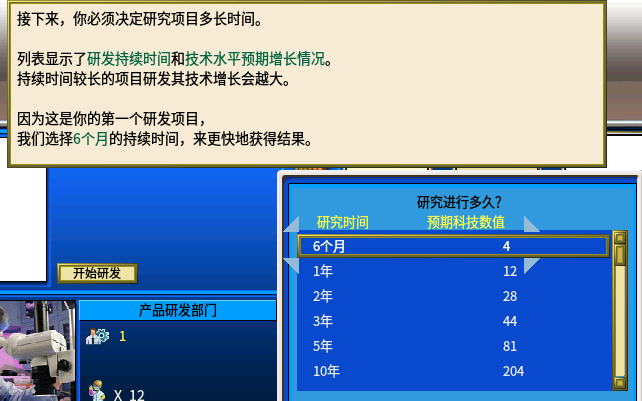 接下来，你必须决定研究项目多长时间。
列表显示了研发持续时间和技术水平预期增长情况。
持续时间较长的项目研发其技术增长会越大。
因为这是你的第一个研发项目，
我们选择6个月的持续时间，来更快地获得结果。
研究进行多久？
研究时间 预期科技数值
6个月 4
1年 12
2年 28
3年 44
5年 81
10年 204
开始研发
产品研发部门
1
X 12